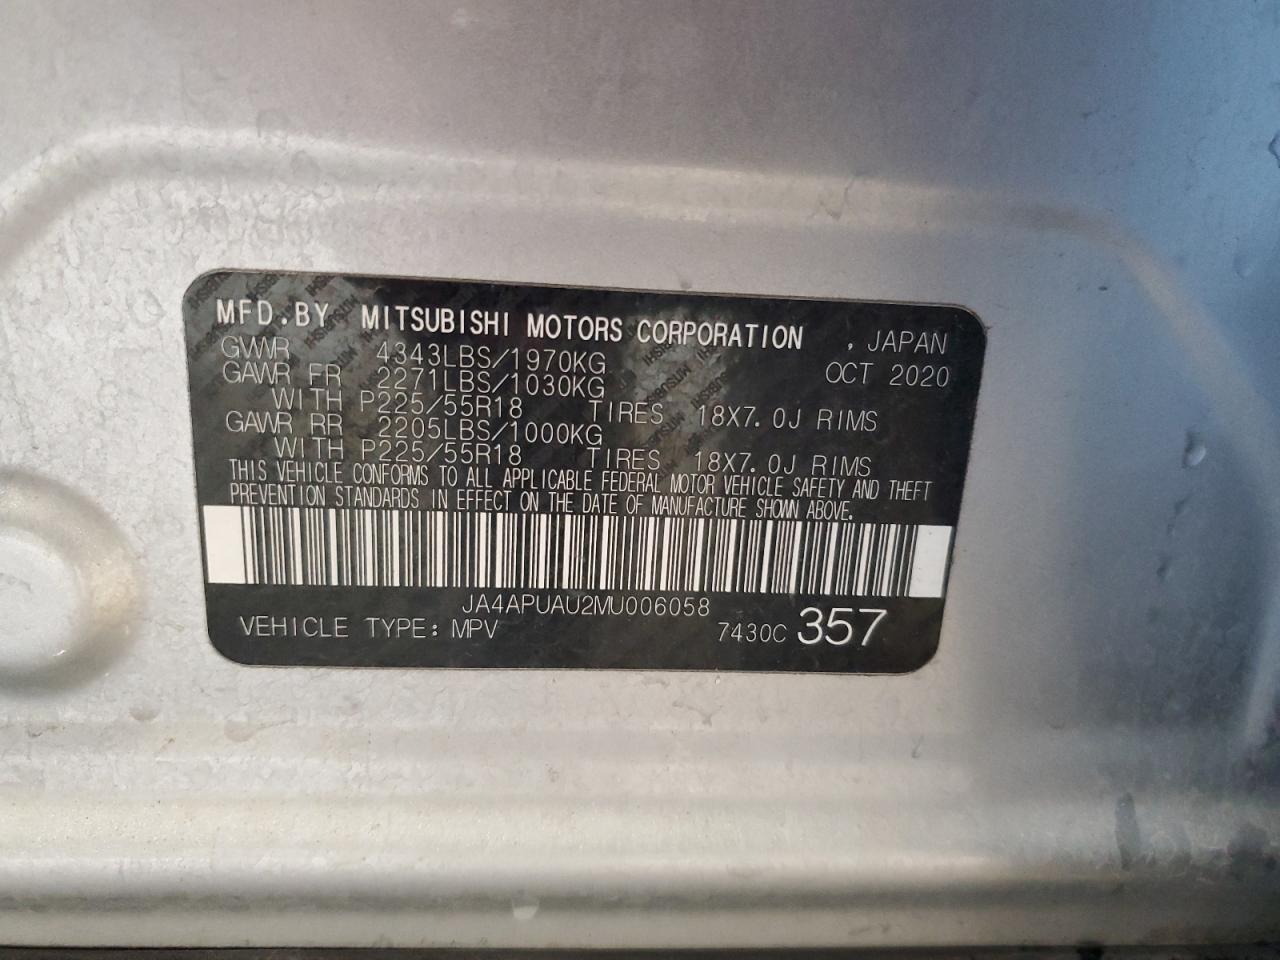 MFD.BY MITSUBISHI MOTORS CORPORATION , JAPAN
GVWR 4343LBS/1970KG OCT 2020
GAWR FR 2271LBS/1030KG
WITH P225/55R18 TIRES 18X7.0J RIMS
GAWR RR 2205LBS/1000KG
WITH P225/55R18 TIRES 18X7.0J RIMS
THIS VEHICLE CONFORMS TO ALL APPLICABLE FEDERAL MOTOR VEHICLE SAFETY AND THEFT
PREVENTION STANDARDS IN EFFECT ON THE DATE OF MANUFACTURE SHOWN ABOVE.
JA4APUAU2MU006058
VEHICLE TYPE: MPV 7430C 357